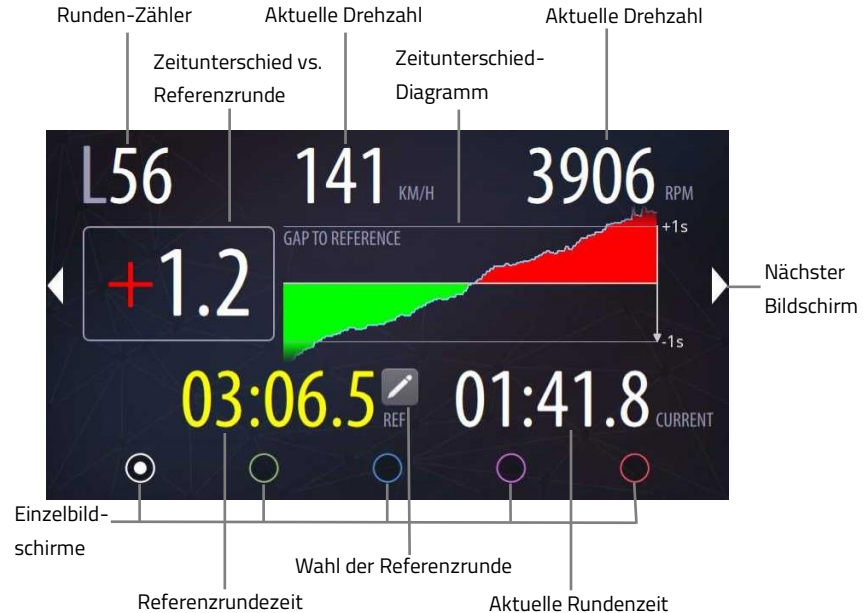 Runden-Zähler
Aktuelle Drehzahl
Aktuelle Drehzahl
Zeitunterschied vs.
Referenzrunde
Zeitunterschied-
Diagramm
L56
141 KM/H
3906 RPM
GAP TO REFERENCE
+1s
+1.2
-1s
Nächster
Bildschirm
03:06.5 REF
01:41.8 CURRENT
Einzelbild-
schirme
Wahl der Referenzrunde
Referenzrundezeit
Aktuelle Rundenzeit